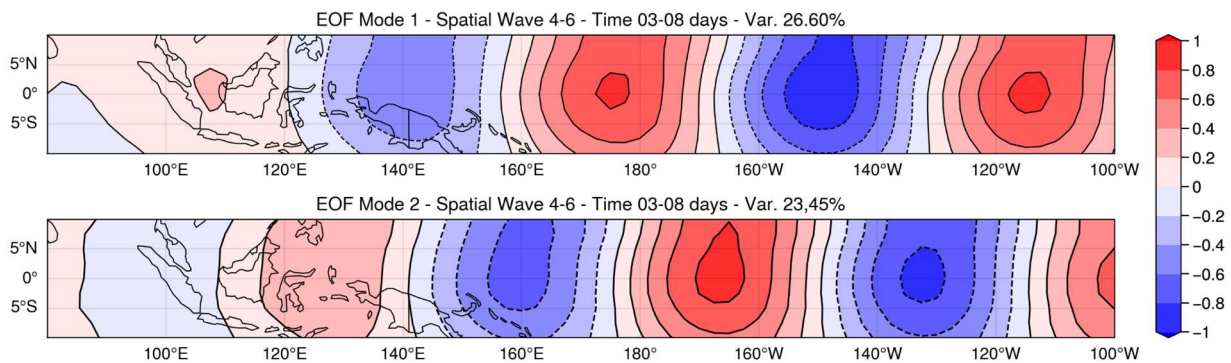 EOF Mode 1 - Spatial Wave 4-6 - Time 03-08 days - Var. 26.60%
5°N
0°
5°S
100°E 120°E 140°E 160°E 180° 160°W 140°W 120°W 100°W
EOF Mode 2 - Spatial Wave 4-6 - Time 03-08 days - Var. 23,45%
5°N
0°
5°S
100°E 120°E 140°E 160°E 180° 160°W 140°W 120°W 100°W
1
0.8
0.6
0.4
0.2
0
−0.2
−0.4
−0.6
−0.8
−1